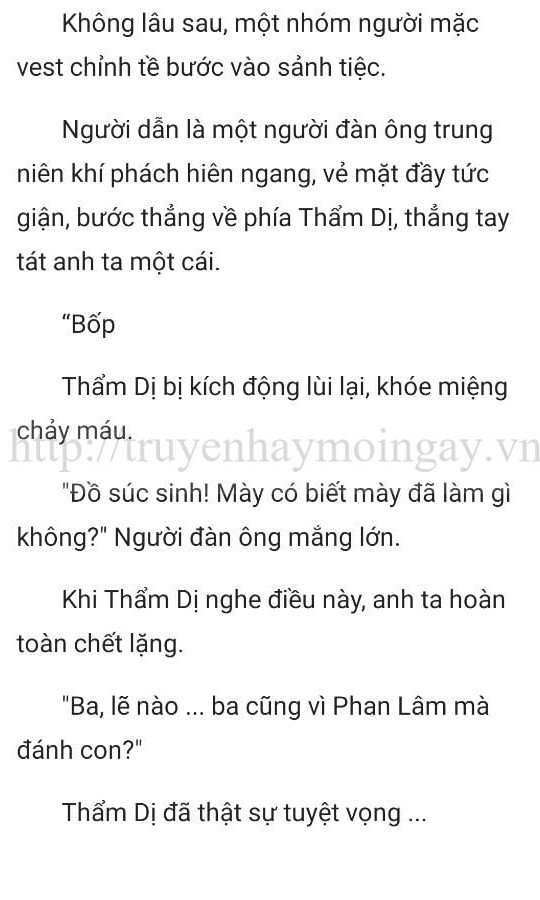 Không lâu sau, một nhóm người mặc
vest chỉnh tề bước vào sảnh tiệc.
Người dẫn là một người đàn ông trung
niên khí phách hiên ngang, vẻ mặt đầy tức
giận, bước thẳng về phía Thẩm Dị, thẳng tay
tát anh ta một cái.
“Bốp
Thẩm Dị bị kích động lùi lại, khóe miệng
chảy máu.
http://truyenhaymoingay.vn
"Đồ súc sinh! Mày có biết mày đã làm gì
không?" Người đàn ông mắng lớn.
Khi Thẩm Dị nghe điều này, anh ta hoàn
toàn chết lặng.
"Ba, lẽ nào ... ba cũng vì Phan Lâm mà
đánh con?"
Thẩm Dị đã thật sự tuyệt vọng ...